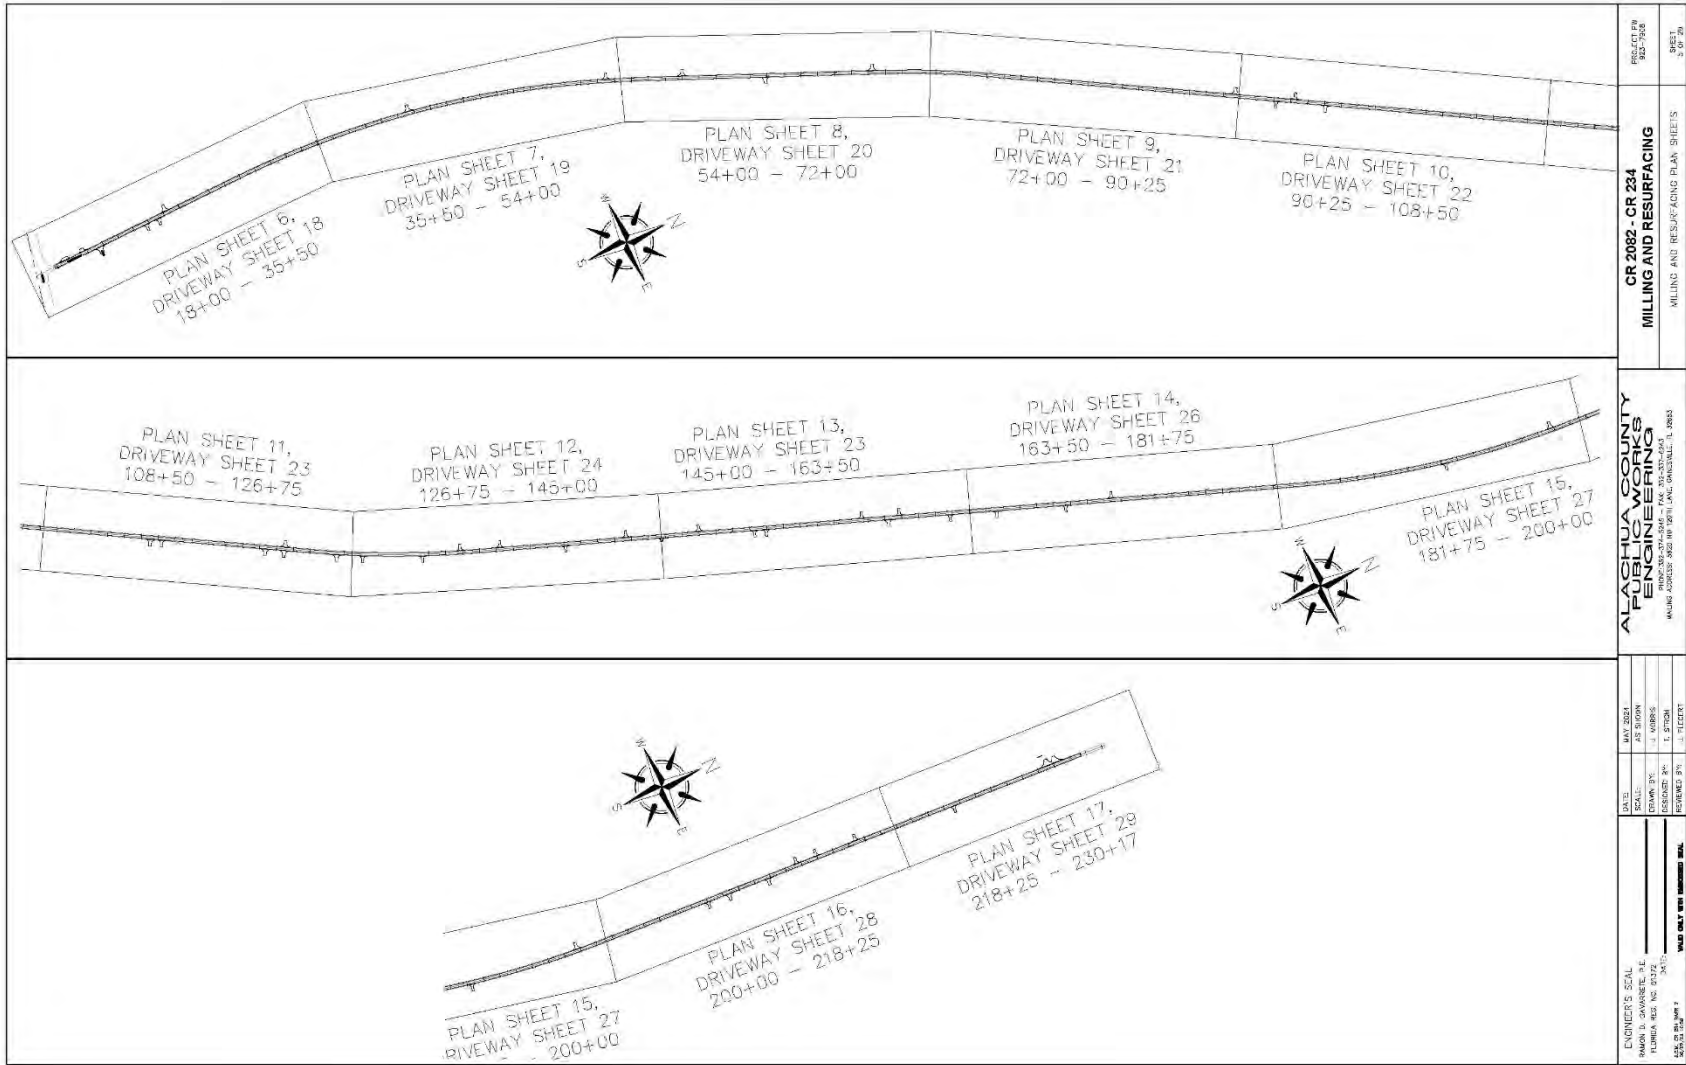 PLAN SHEET 6,
DRIVEWAY SHEET 18
18+00 - 35+50
PLAN SHEET 7,
DRIVEWAY SHEET 19
35+50 - 54+00
PLAN SHEET 8,
DRIVEWAY SHEET 20
54+00 - 72+00
PLAN SHEET 9,
DRIVEWAY SHEET 21
72+00 - 90+25
PLAN SHEET 10,
DRIVEWAY SHEET 22
90+25 - 108+50
N
W
S
E
PLAN SHEET 11,
DRIVEWAY SHEET 23
108+50 - 126+75
PLAN SHEET 12,
DRIVEWAY SHEET 24
126+75 - 145+00
PLAN SHEET 13,
DRIVEWAY SHEET 23
145+00 - 163+50
PLAN SHEET 14,
DRIVEWAY SHEET 26
163+50 - 181+75
PLAN SHEET 15,
DRIVEWAY SHEET 27
181+75 - 200+00
N
W
S
E
N
W
S
E
PLAN SHEET 15,
RIVEWAY SHEET 27
- 200+00
PLAN SHEET 16,
DRIVEWAY SHEET 28
200+00 - 218+25
PLAN SHEET 17,
DRIVEWAY SHEET 29
218+25 - 230+17
SHEET
5 OF 29
CR 2082 - CR 234
MILLING AND RESURFACING
MILLING AND RESURFACING PLAN SHEETS
ALACHUA COUNTY
PUBLIC WORKS
ENGINEERING
DATE: MAY 2024
SCALE: AS SHOWN
DRAWN BY: J. MORRIS
DESIGNED BY:
REVIEWED BY:
ENGINEER'S SEAL
DATE: